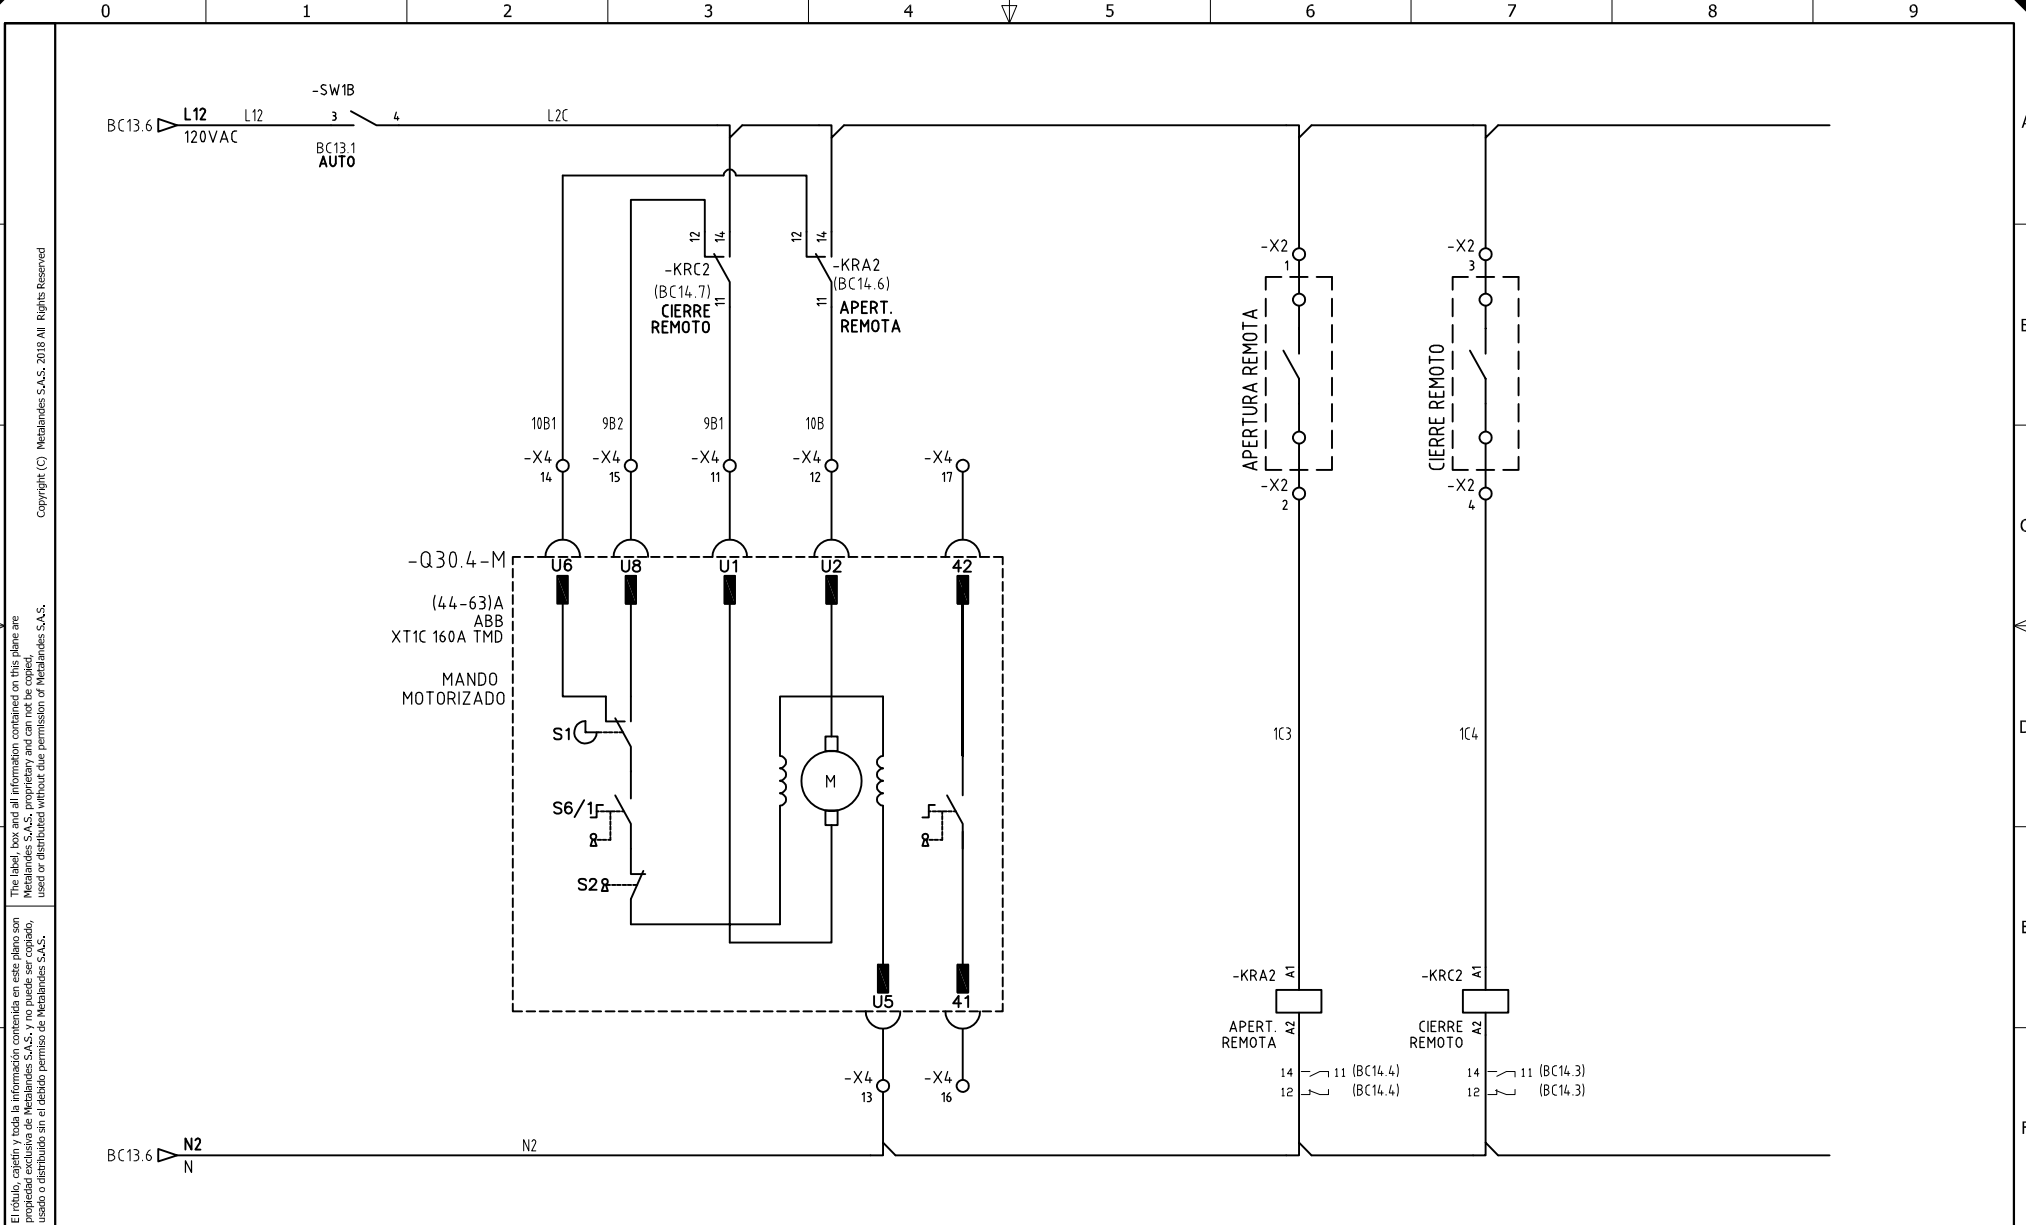 0 1 2 3 4 5 6 7 8 9
-SW1B
BC13.6 L12 L12 3 4 L2C
120VAC
BC13.1
AUTO
12 14 12 14
-KRC2 -KRA2
(BC14.7) (BC14.6)
11 11
CIERRE APERT.
REMOTO REMOTA
-X2 -X2
1 3
APERTURA REMOTA
CIERRE REMOTO
10B1 9B2 9B1 10B
-X4 -X4 -X4 -X4 -X4
14 15 11 12 17
-X2 -X2
2 4
-Q30.4-M U6 U8 U1 U2 42
(44-63)A
ABB
XT1C 160A TMD
MANDO
MOTORIZADO
S1
1C3 1C4
M
S6/1
S2
-KRA2 A1 -KRC2 A1
U5 41
APERT. A2 CIERRE A2
REMOTA REMOTO
14 11 (BC14.4) 14 11 (BC14.3)
12 (BC14.4) 12 (BC14.3)
-X4 -X4
13 16
BC13.6 N2 N2
N
Copyright (C) Metalandes S.A.S. 2018 All Rights Reserved
The label, box and all information contained on this plane are
Metalandes S.A.S. proprietary and can not be copied,
used or distributed without due permission of Metalandes S.A.S.
El rótulo, cajetín y toda la información contenida en este plano son
propiedad exclusiva de Metalandes S.A.S. y no puede ser copiado,
usado o distribuido sin el debido permiso de Metalandes S.A.S.